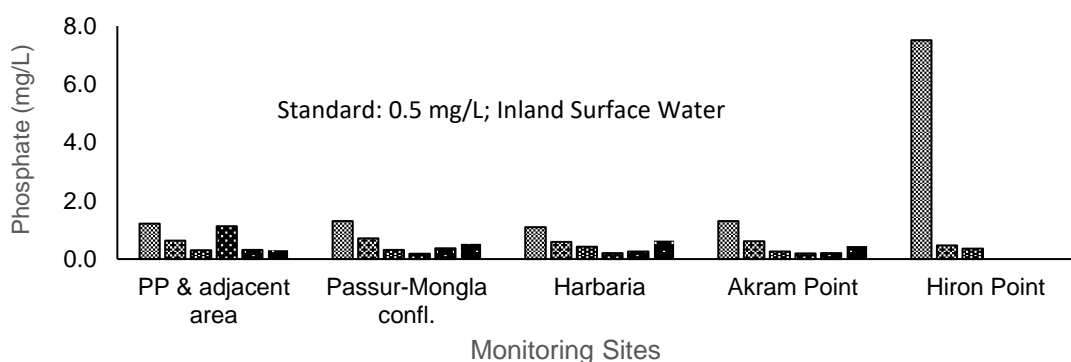 Phosphate (mg/L)
8.0
6.0
4.0
2.0
0.0
Standard: 0.5 mg/L; Inland Surface Water
PP & adjacent
area
Passur-Mongla
confl.
Harbaria
Akram Point
Hiron Point
Monitoring Sites